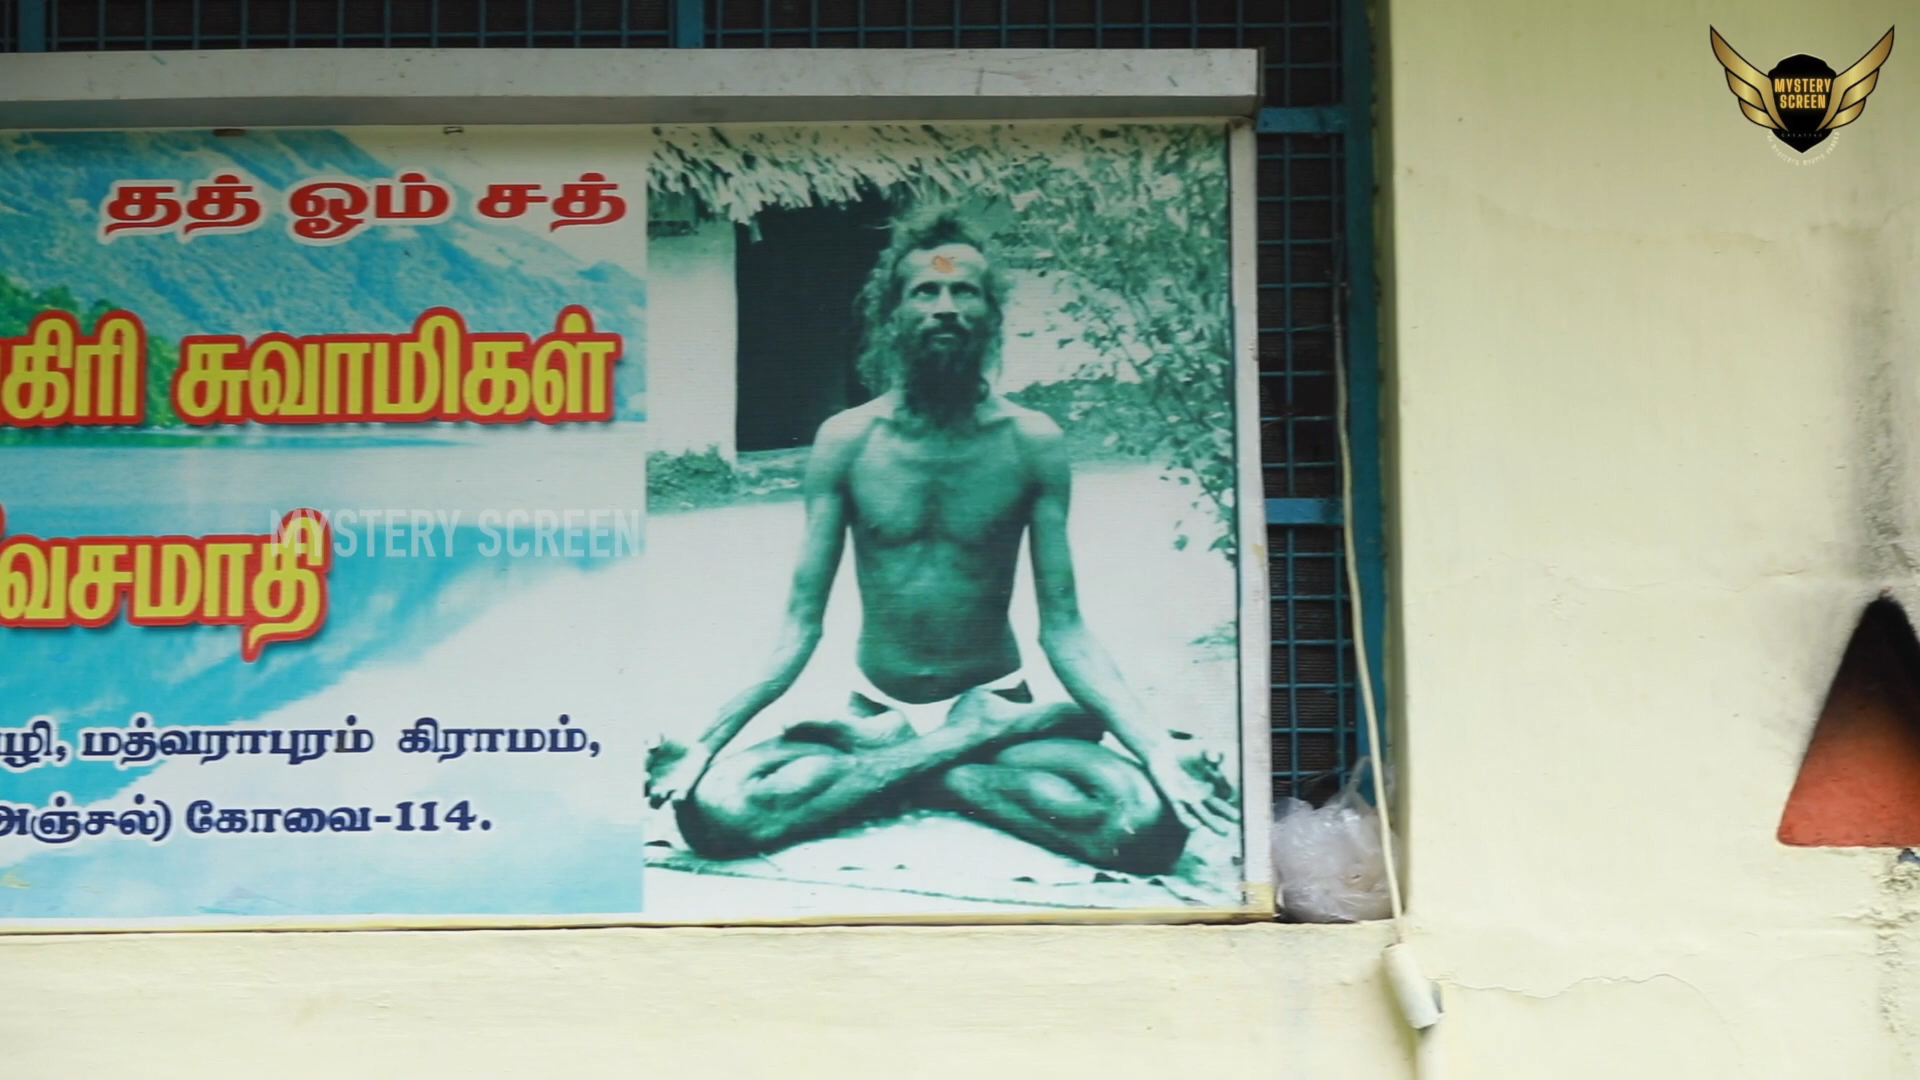 தத் ஓம் சத்
கிரி சுவாமிகள்
வசமாதி
ழி, மத்வராபுரம் கிராமம்,
அஞ்சல்) கோவை-114.
MYSTERY SCREEN
MYSTERY
SCREEN